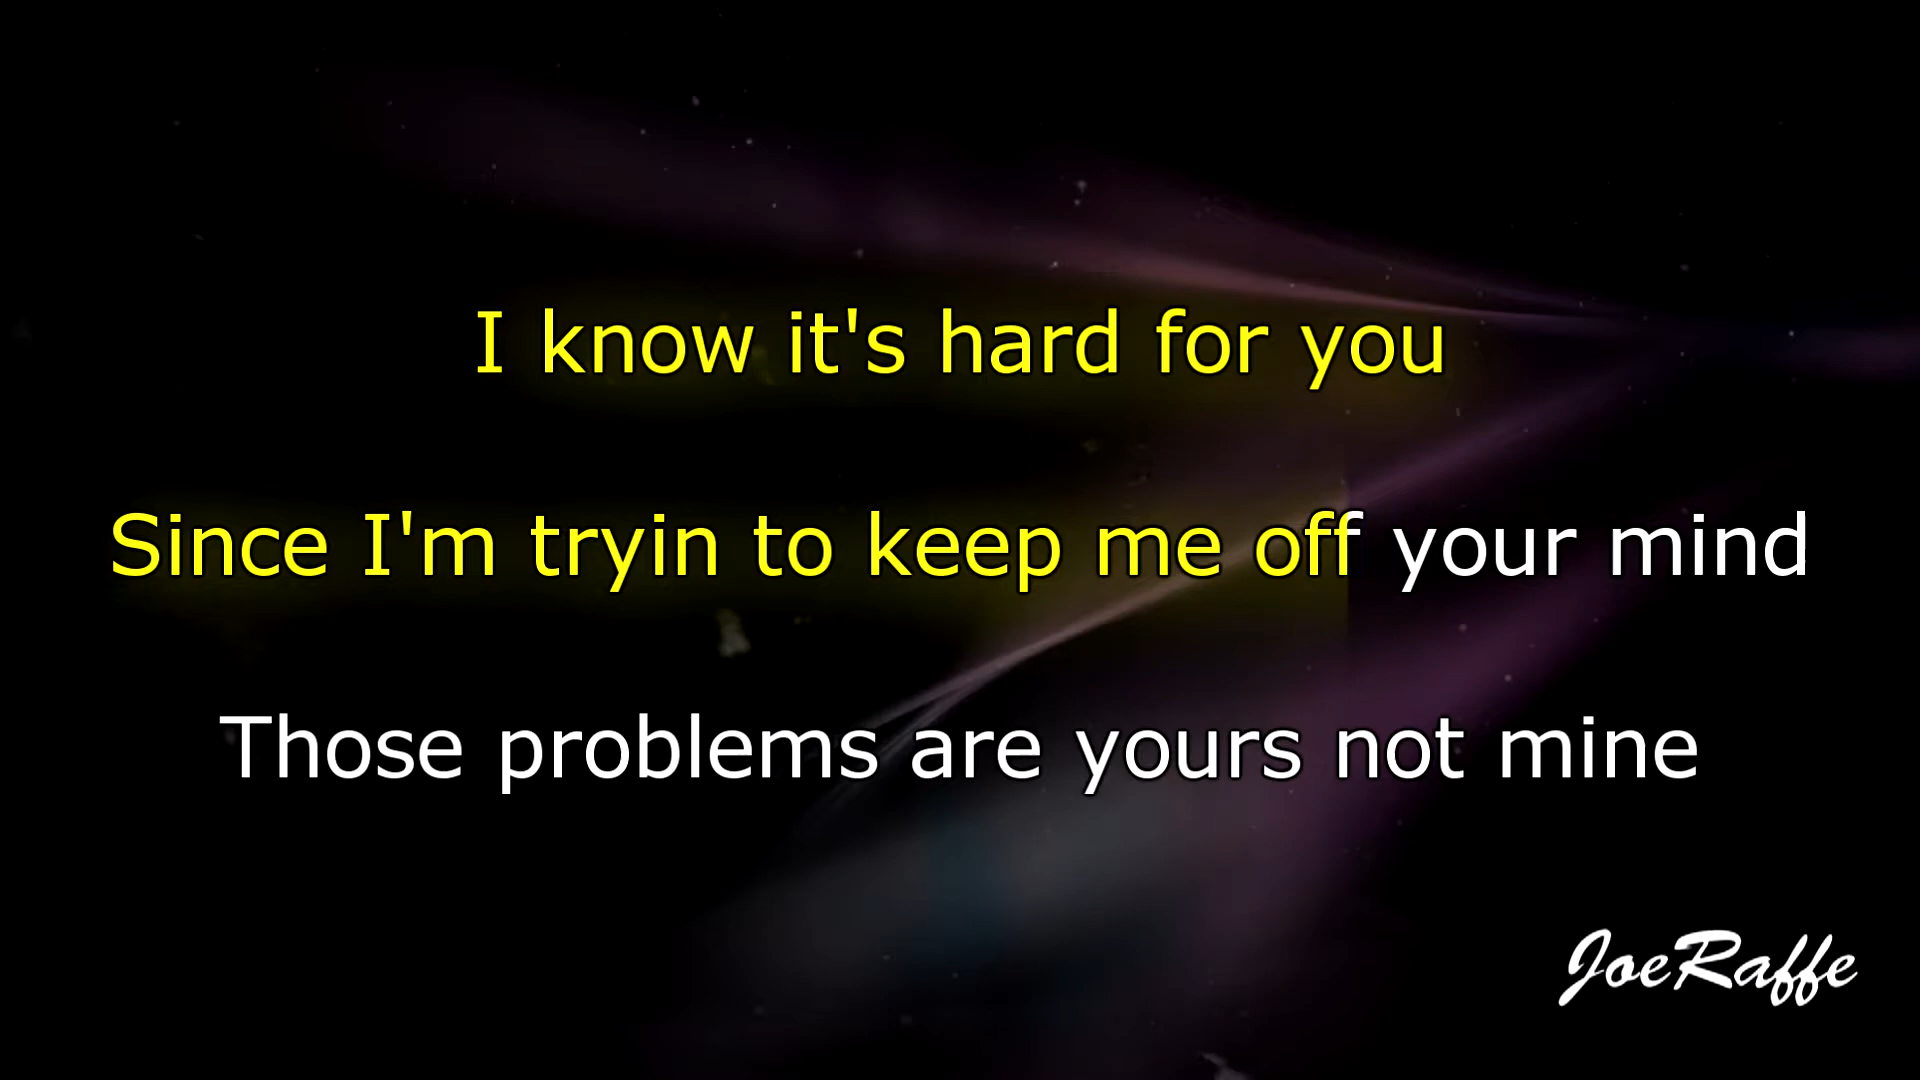 I know it's hard for you
Since I'm tryin to keep me off your mind
Those problems are yours not mine
JoeRaffe